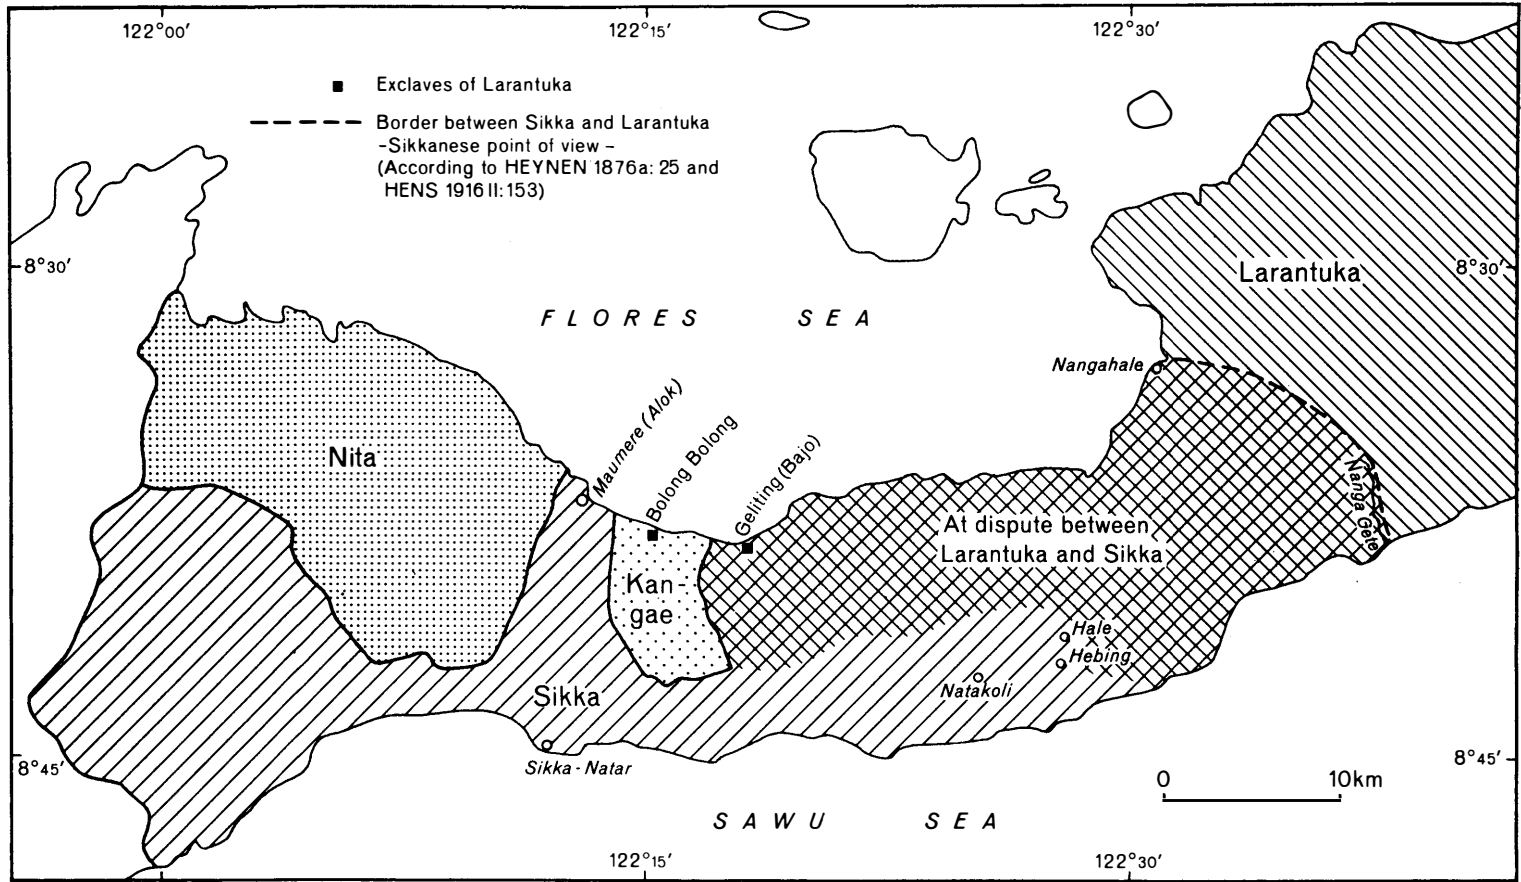 122°00′
122°15′
122°30′
Exclaves of Larantuka
Border between Sikka and Larantuka
-Sikkanese point of view -
(According to HEYNEN 1876a: 25 and
HENS 1916 II:153)
8°30′
Larantuka
8°30′
FLORES SEA
Nangahale
Maumere (Alok)
Bolong Bolong
Geliting (Bajo)
Nita
Nanga Gete
At dispute between
Larantuka and Sikka
Kan-
gae
Hale
Hebing
Natakoli
Sikka
8°45′
Sikka - Natar
8°45′
0 10km
SAWU SEA
122°15′
122°30′